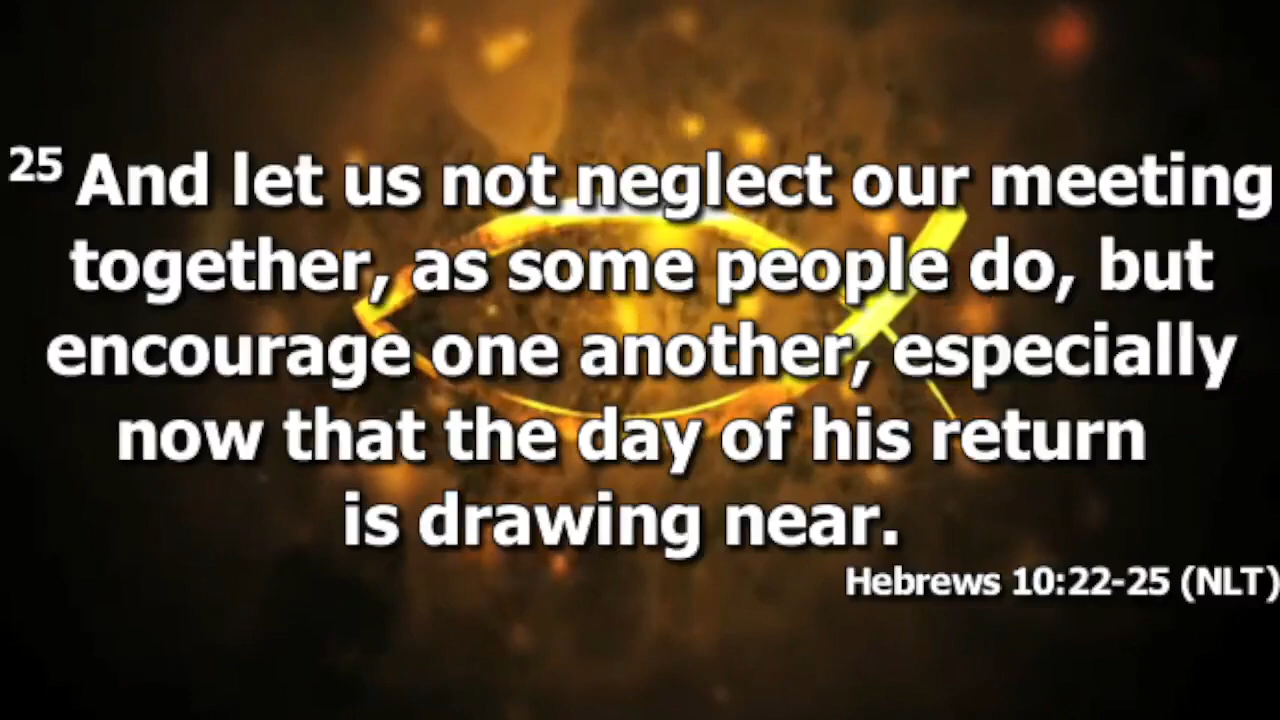 25 And let us not neglect our meeting
together, as some people do, but
encourage one another, especially
now that the day of his return
is drawing near.
Hebrews 10:22-25 (NLT)